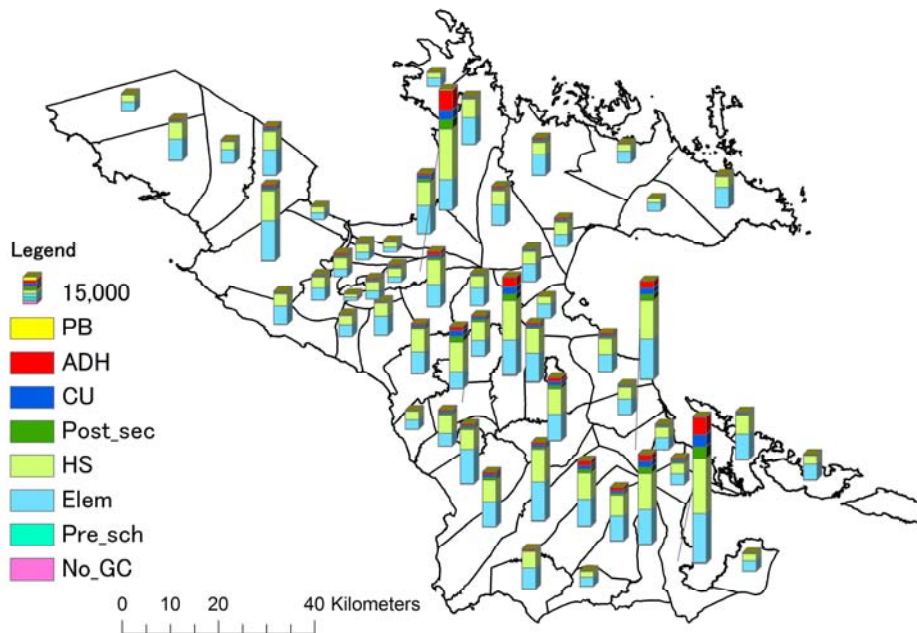 Legend
15,000
PB
ADH
CU
Post_sec
HS
Elem
Pre_sch
No_GC
0 10 20 40 Kilometers